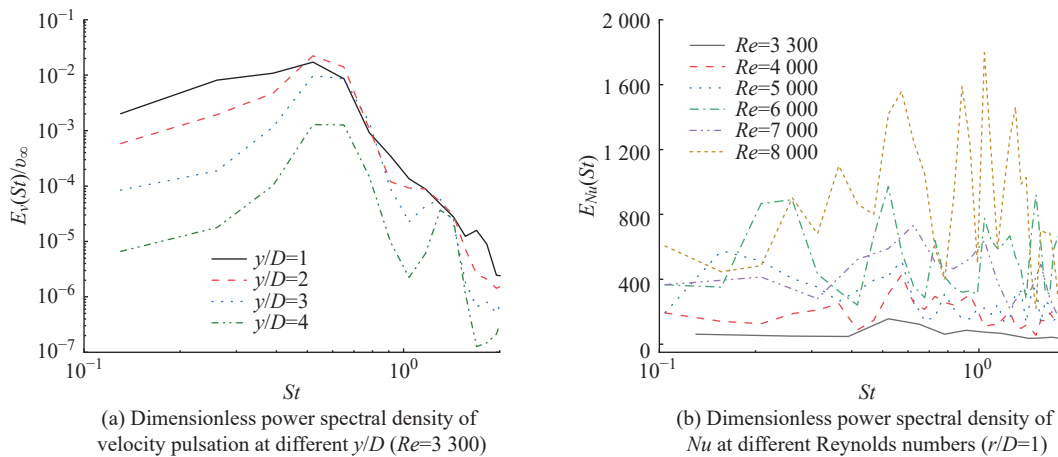 10⁻¹
10⁻²
10⁻³
10⁻⁴
10⁻⁵
10⁻⁶
10⁻⁷
E_v(St)/v_∞
y/D=1
y/D=2
y/D=3
y/D=4
10⁻¹
10⁰
St
(a) Dimensionless power spectral density of
velocity pulsation at different y/D (Re=3 300)
2 000
1 600
1 200
800
400
0
E_Nu(St)
Re=3 300
Re=4 000
Re=5 000
Re=6 000
Re=7 000
Re=8 000
10⁻¹
10⁰
St
(b) Dimensionless power spectral density of
Nu at different Reynolds numbers (r/D=1)